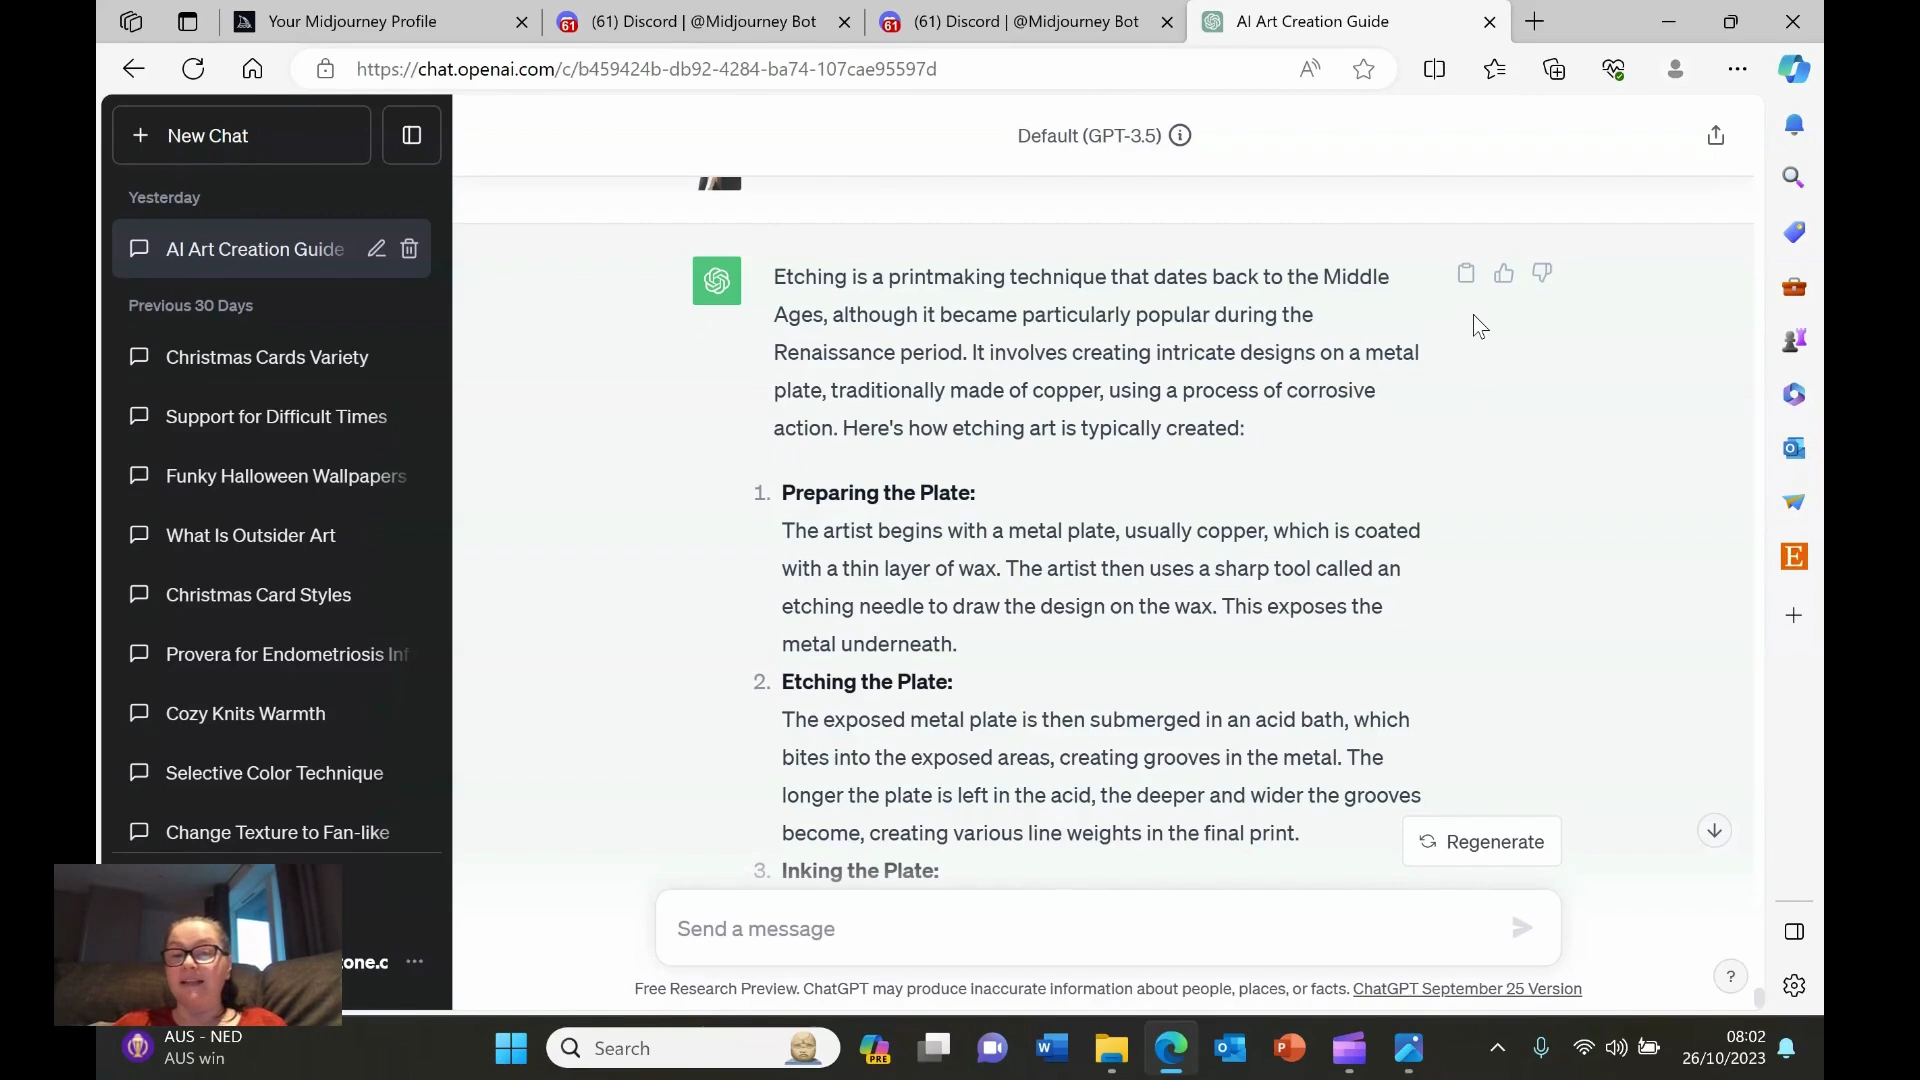 Your Midjourney Profile
(61) Discord | @Midjourney Bot
(61) Discord | @Midjourney Bot
AI Art Creation Guide
https://chat.openai.com/c/b459424b-db92-4284-ba74-107cae95597d
New Chat
Default (GPT-3.5)
Yesterday
AI Art Creation Guide
Previous 30 Days
Christmas Cards Variety
Support for Difficult Times
Funky Halloween Wallpapers
What Is Outsider Art
Christmas Card Styles
Provera for Endometriosis Inf
Cozy Knits Warmth
Selective Color Technique
Change Texture to Fan-like
one.c
Etching is a printmaking technique that dates back to the Middle
Ages, although it became particularly popular during the
Renaissance period. It involves creating intricate designs on a metal
plate, traditionally made of copper, using a process of corrosive
action. Here's how etching art is typically created:
1. Preparing the Plate:
The artist begins with a metal plate, usually copper, which is coated
with a thin layer of wax. The artist then uses a sharp tool called an
etching needle to draw the design on the wax. This exposes the
metal underneath.
2. Etching the Plate:
The exposed metal plate is then submerged in an acid bath, which
bites into the exposed areas, creating grooves in the metal. The
longer the plate is left in the acid, the deeper and wider the grooves
become, creating various line weights in the final print.
Regenerate
3. Inking the Plate:
Send a message
Free Research Preview. ChatGPT may produce inaccurate information about people, places, or facts. ChatGPT September 25 Version
?
E
AUS - NED
AUS win
Search
PRE
08:02
26/10/2023